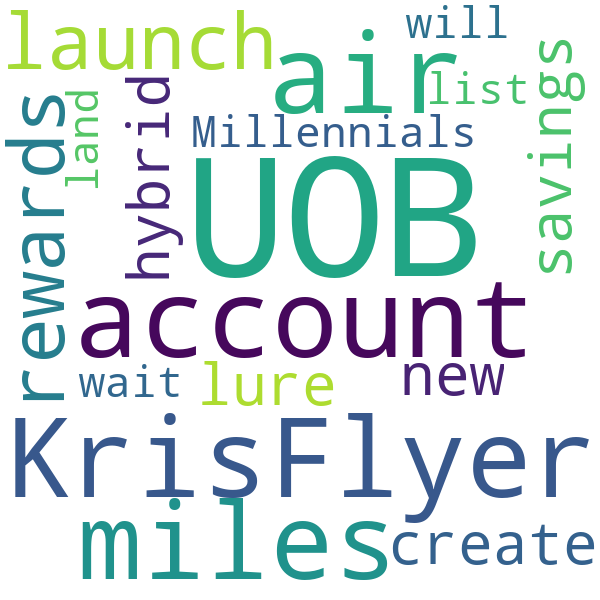 will
launch
air
list
hybrid
savings
land
rewards
Millennials
UOB
account
new
wait
lure
KrisFlyer
miles
create